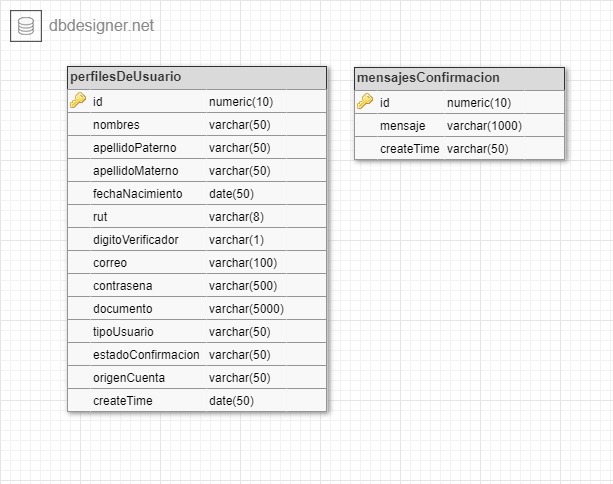 dbdesigner.net
perfilesDeUsuario
id numeric(10)
nombres varchar(50)
apellidoPaterno varchar(50)
apellidoMaterno varchar(50)
fechaNacimiento date(50)
rut varchar(8)
digitoVerificador varchar(1)
correo varchar(100)
contrasena varchar(500)
documento varchar(5000)
tipoUsuario varchar(50)
estadoConfirmacion varchar(50)
origenCuenta varchar(50)
createTime date(50)
mensajesConfirmacion
id numeric(10)
mensaje varchar(1000)
createTime varchar(50)